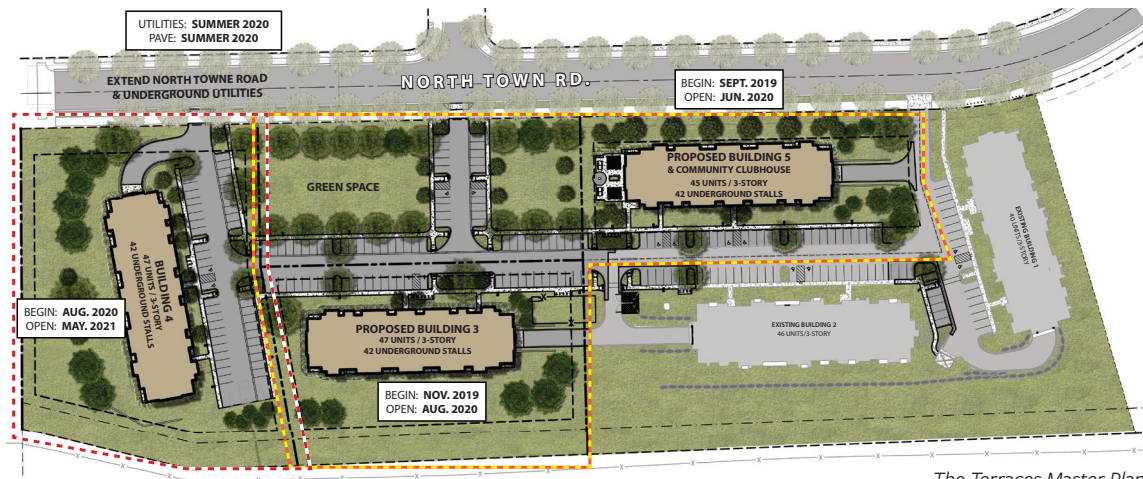 UTILITIES: SUMMER 2020
PAVE: SUMMER 2020
EXTEND NORTH TOWNE ROAD
& UNDERGROUND UTILITIES
NORTH TOWN RD.
BEGIN: SEPT. 2019
OPEN: JUN. 2020
PROPOSED BUILDING 5
& COMMUNITY CLUBHOUSE
45 UNITS / 3-STORY
42 UNDERGROUND STALLS
GREEN SPACE
EXISTING BUILDING 1
40 UNITS/3-STORY
BUILDING 4
47 UNITS / 3-STORY
42 UNDERGROUND STALLS
BEGIN: AUG. 2020
OPEN: MAY. 2021
PROPOSED BUILDING 3
47 UNITS / 3-STORY
42 UNDERGROUND STALLS
EXISTING BUILDING 2
46 UNITS/3-STORY
BEGIN: NOV. 2019
OPEN: AUG. 2020
The Terraces Master Plan